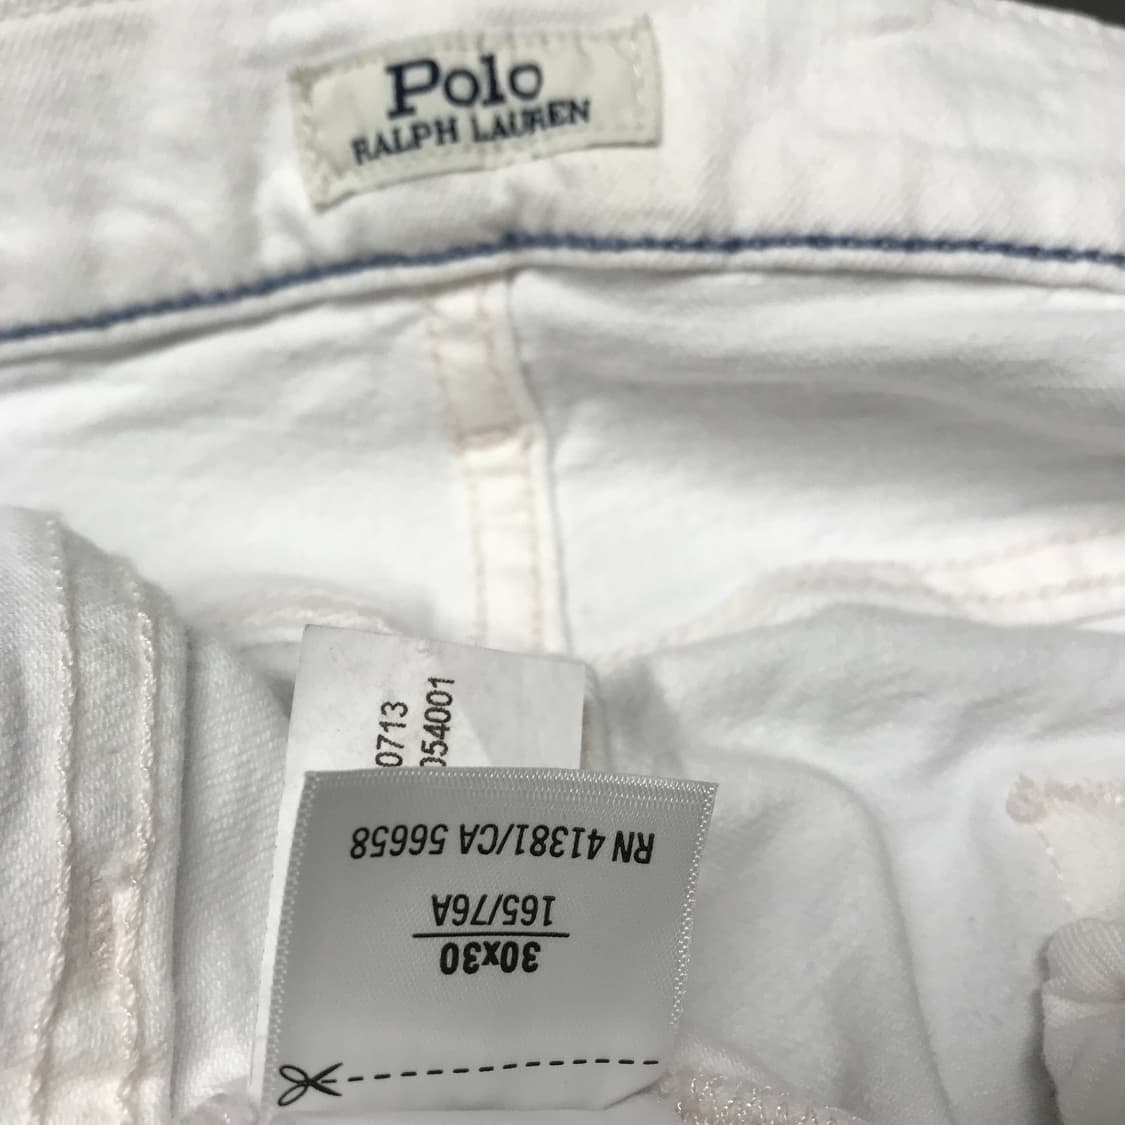 Polo
RALPH LAUREN
0713
054001
30x30
165/76A
RN 41381/CA 56658